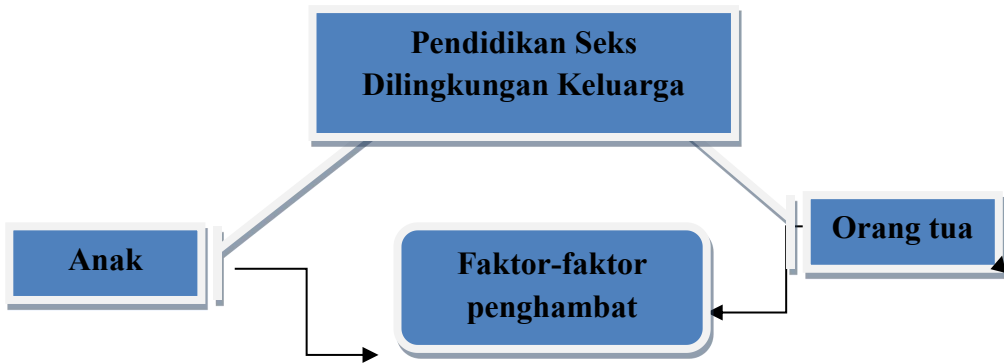 Pendidikan Seks
Dilingkungan Keluarga
Anak
Orang tua
Faktor-faktor
penghambat